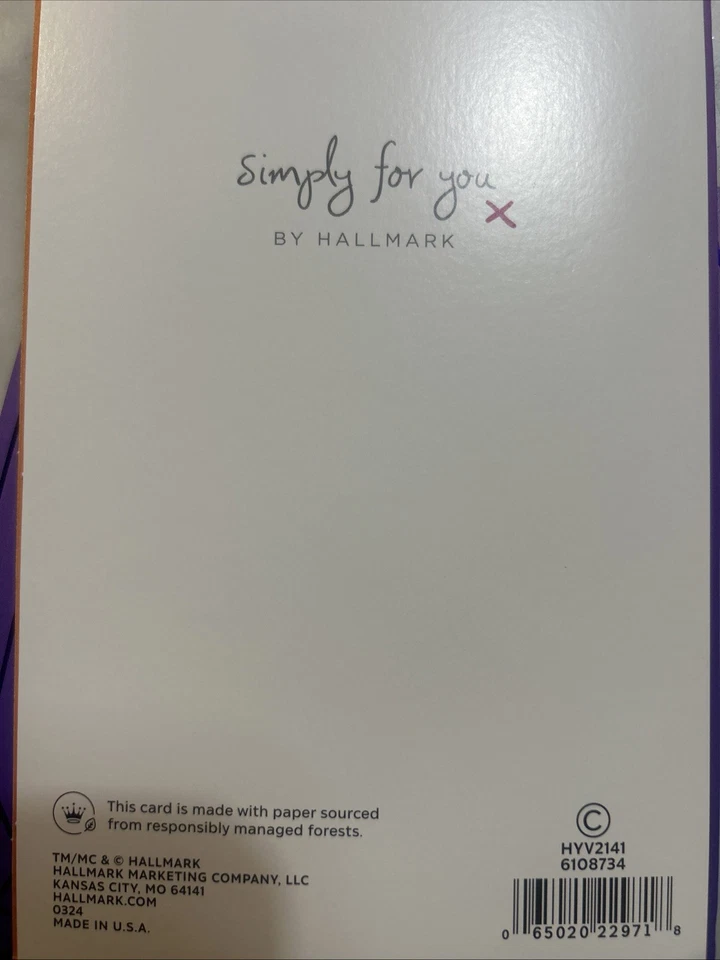 simply for you
x
BY HALLMARK
This card is made with paper sourced
from responsibly managed forests.
TM/MC & © HALLMARK
HALLMARK MARKETING COMPANY, LLC
KANSAS CITY, MO 64141
HALLMARK.COM
0324
MADE IN U.S.A.
©
HYV2141
6108734
0 65020 22971 8